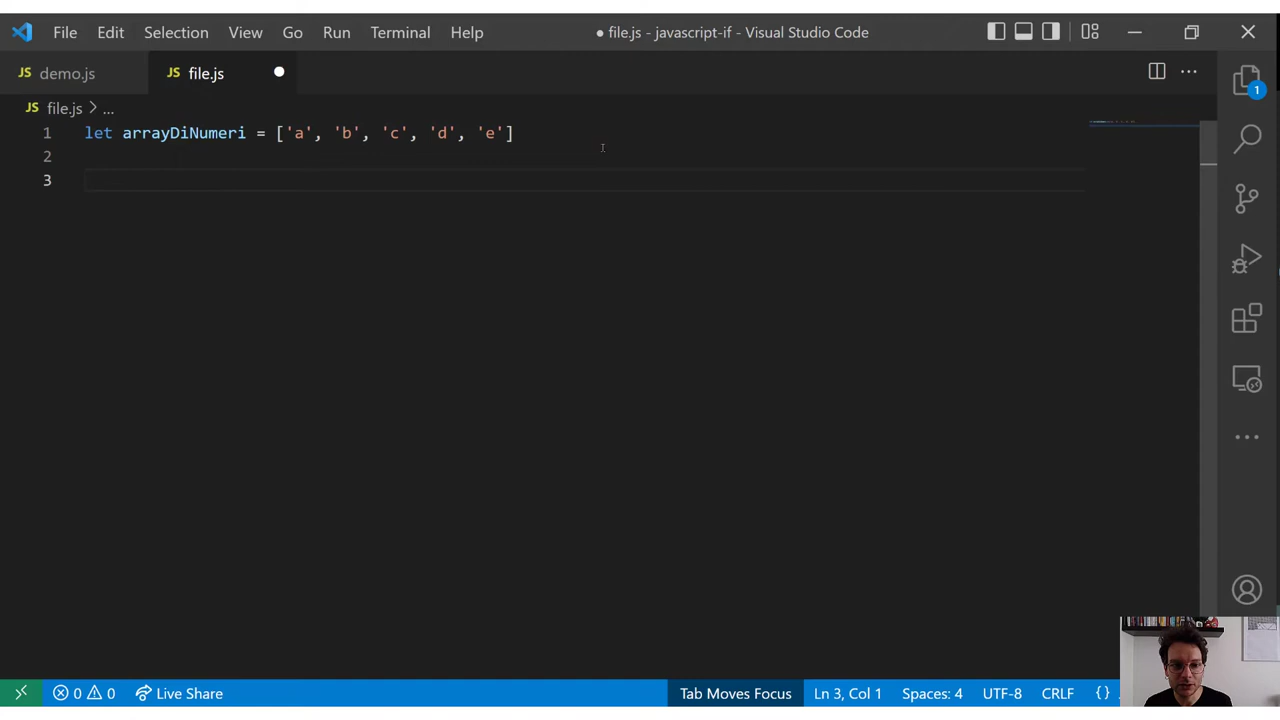 File Edit Selection View Go Run Terminal Help ● file.js - javascript-if - Visual Studio Code
JS demo.js JS file.js
JS file.js > ...
1 let arrayDiNumeri = ['a', 'b', 'c', 'd', 'e']
2
3
1
0 0 Live Share Tab Moves Focus Ln 3, Col 1 Spaces: 4 UTF-8 CRLF {}